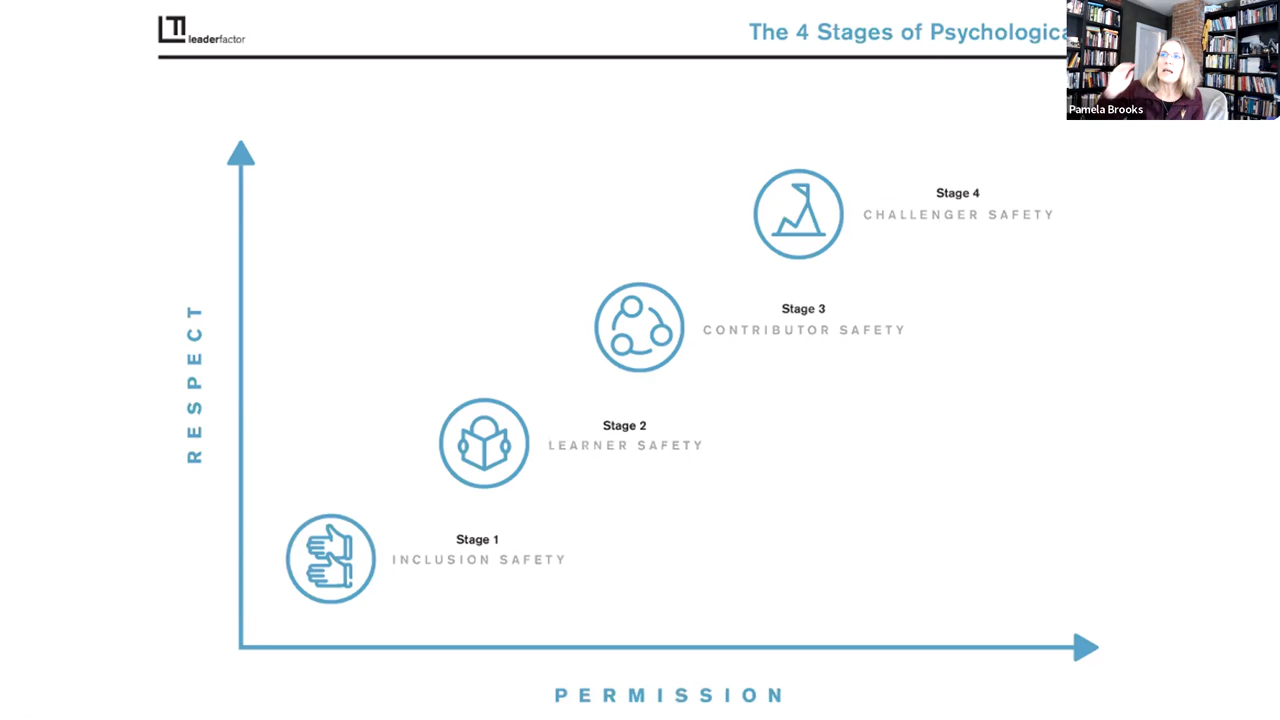 leaderfactor
The 4 Stages of Psychologica
Pamela Brooks
Stage 4
CHALLENGER SAFETY
Stage 3
CONTRIBUTOR SAFETY
RESPECT
Stage 2
LEARNER SAFETY
Stage 1
INCLUSION SAFETY
PERMISSION